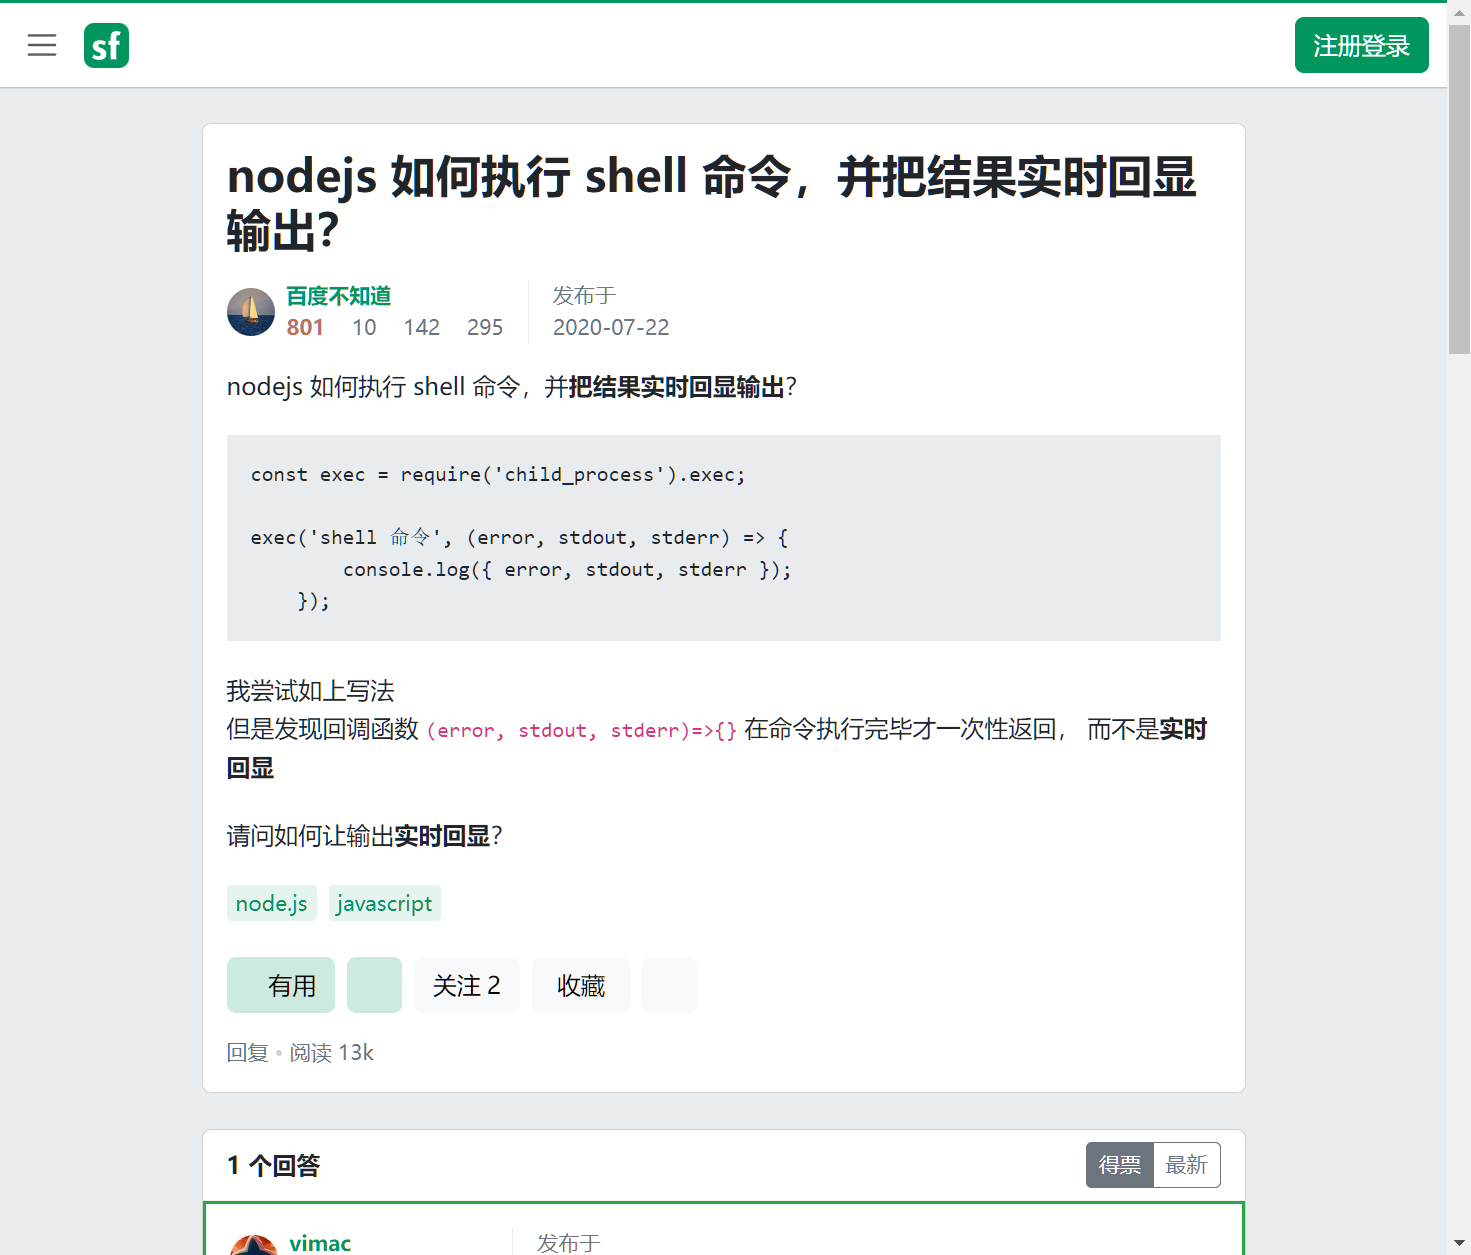 sf
注册登录
nodejs 如何执行 shell 命令，并把结果实时回显
输出？
百度不知道
801 10 142 295
发布于
2020-07-22
nodejs 如何执行 shell 命令，并把结果实时回显输出？
const exec = require('child_process').exec;
exec('shell 命令', (error, stdout, stderr) => {
console.log({ error, stdout, stderr });
});
我尝试如上写法
但是发现回调函数 (error, stdout, stderr)=>{} 在命令执行完毕才一次性返回， 而不是实时
回显
请问如何让输出实时回显？
node.js javascript
有用 关注 2 收藏
回复 • 阅读 13k
1 个回答
得票 最新
vimac
发布于